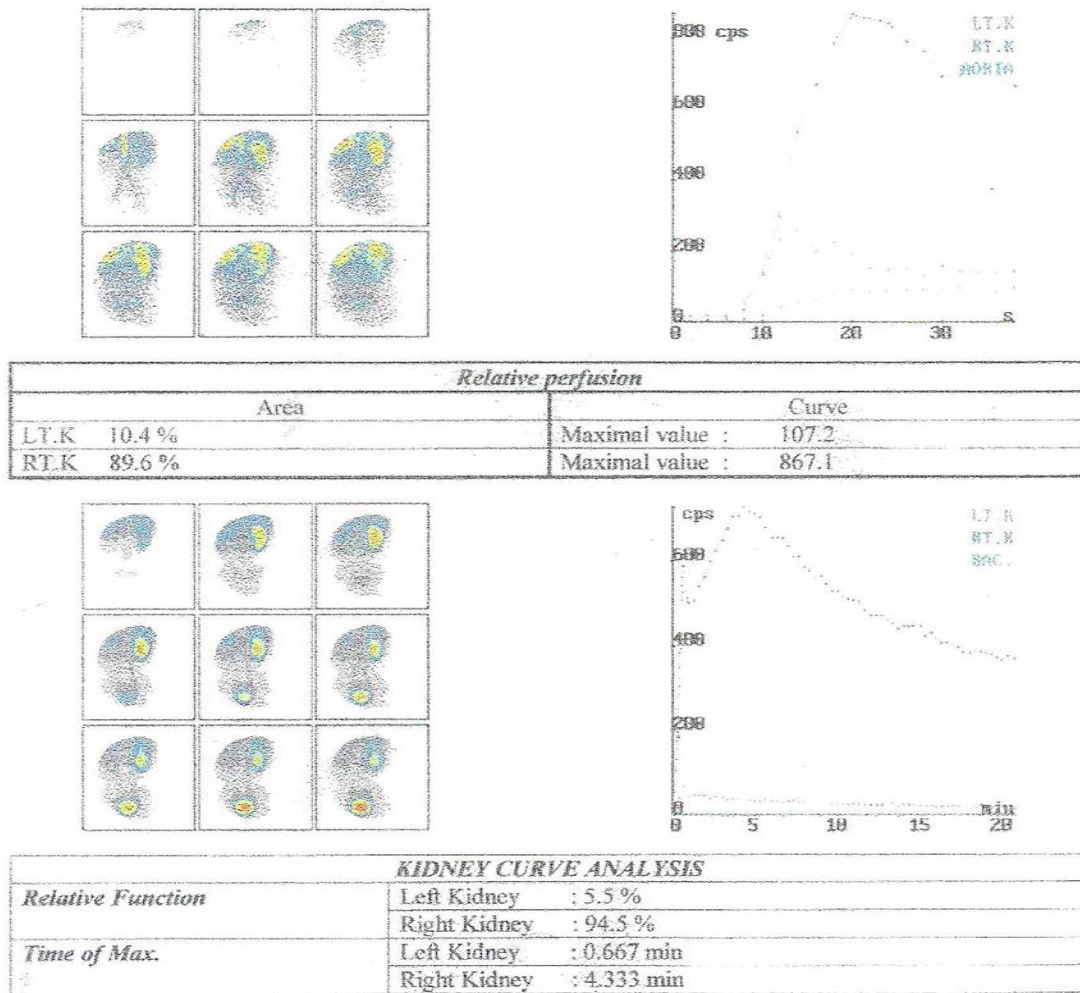 800 cps
600
400
200
0
0 10 20 30
s
LT.K
RT.K
AORTA
Relative perfusion
Area Curve
LT.K 10.4 % Maximal value : 107.2
RT.K 89.6 % Maximal value : 867.1
cps
600
400
200
0
0 5 10 15 20
min
LT.K
RT.K
BAC.
KIDNEY CURVE ANALYSIS
Relative Function Left Kidney : 5.5 %
Right Kidney : 94.5 %
Time of Max. Left Kidney : 0.667 min
Right Kidney : 4.333 min